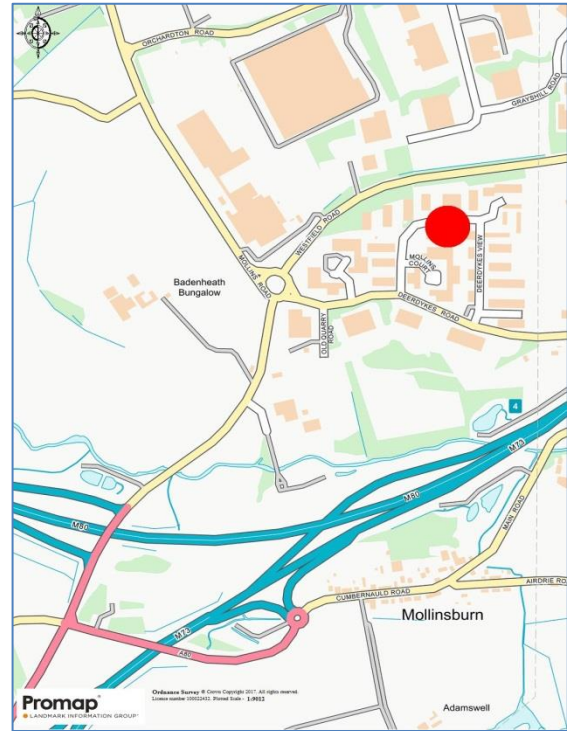 ORCHARDTON ROAD
GRAYSHILL ROAD
WESTFIELD ROAD
MOLLINS ROAD
MOLLINS
COURT
DEERDYKES VIEW
Badenheath
Bungalow
DEERDYKES ROAD
OLD QUARRY
ROAD
4
M73
M80
M80
MAIN ROAD
CUMBERNAULD ROAD
AIRDRIE
Mollinsburn
M73
A80
Adamswell
Promap
LANDMARK INFORMATION GROUP
Ordnance Survey © Crown Copyright 2017. All rights reserved.
Licence number 100022432. Plotted Scale - 1:9012